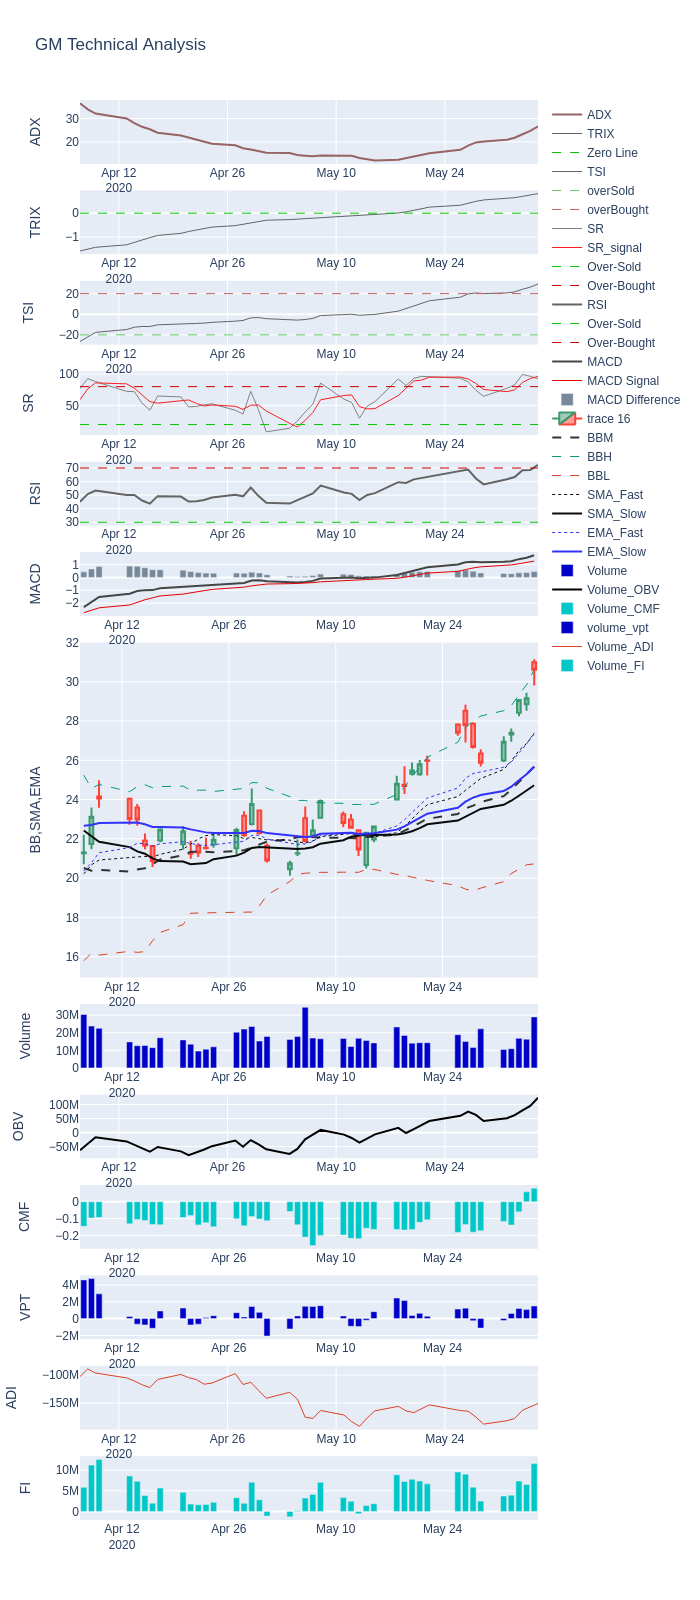 GM Technical Analysis
ADX
30
20
Apr 12
2020
Apr 26
May 10
May 24
TRIX
0
−1
Apr 12
2020
Apr 26
May 10
May 24
TSI
20
0
−20
Apr 12
2020
Apr 26
May 10
May 24
SR
100
50
Apr 12
2020
Apr 26
May 10
May 24
RSI
70
60
50
40
30
Apr 12
2020
Apr 26
May 10
May 24
MACD
1
0
−1
−2
Apr 12
2020
Apr 26
May 10
May 24
BB,SMA,EMA
32
30
28
26
24
22
20
18
16
Apr 12
2020
Apr 26
May 10
May 24
Volume
30M
20M
10M
0
Apr 12
2020
Apr 26
May 10
May 24
OBV
100M
50M
0
−50M
Apr 12
2020
Apr 26
May 10
May 24
CMF
0
−0.1
−0.2
Apr 12
2020
Apr 26
May 10
May 24
VPT
4M
2M
0
−2M
Apr 12
2020
Apr 26
May 10
May 24
ADI
−100M
−150M
Apr 12
2020
Apr 26
May 10
May 24
FI
10M
5M
0
Apr 12
2020
Apr 26
May 10
May 24
ADX
TRIX
Zero Line
TSI
overSold
overBought
SR
SR_signal
Over-Sold
Over-Bought
RSI
Over-Sold
Over-Bought
MACD
MACD Signal
MACD Difference
trace 16
BBM
BBH
BBL
SMA_Fast
SMA_Slow
EMA_Fast
EMA_Slow
Volume
Volume_OBV
Volume_CMF
volume_vpt
Volume_ADI
Volume_FI